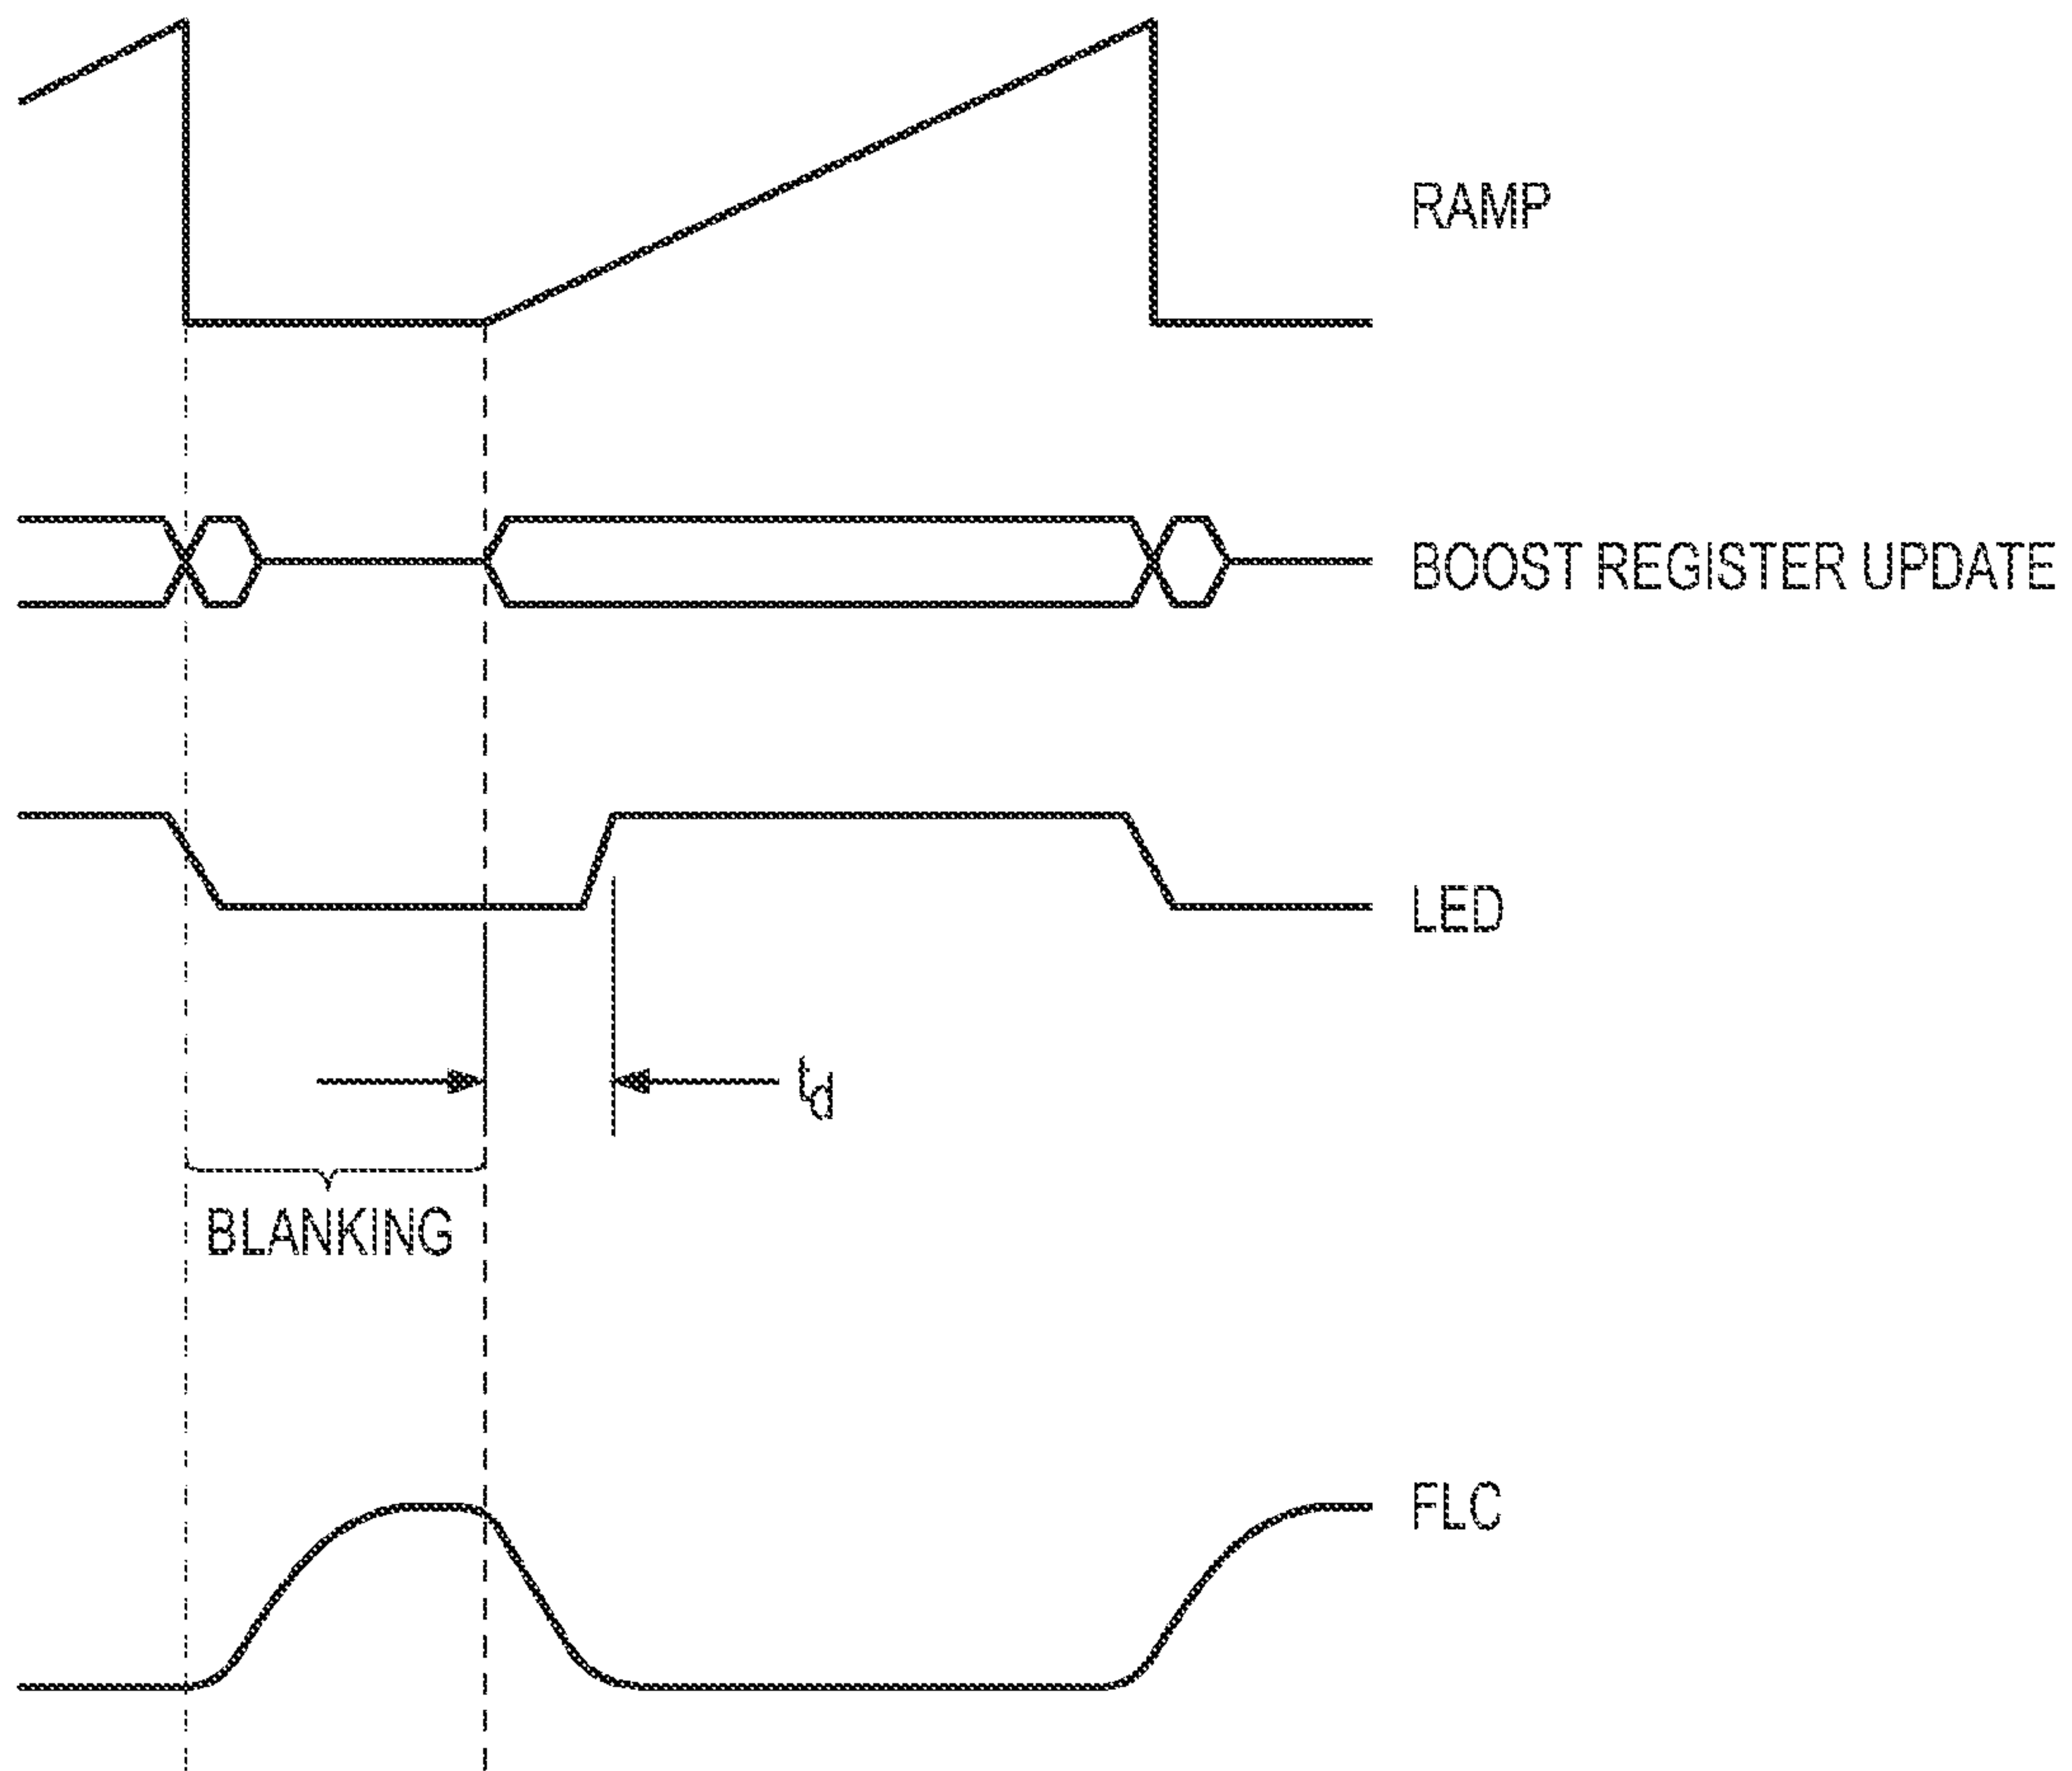 RAMP
BOOST REGISTER UPDATE
LED
td
BLANKING
FLC